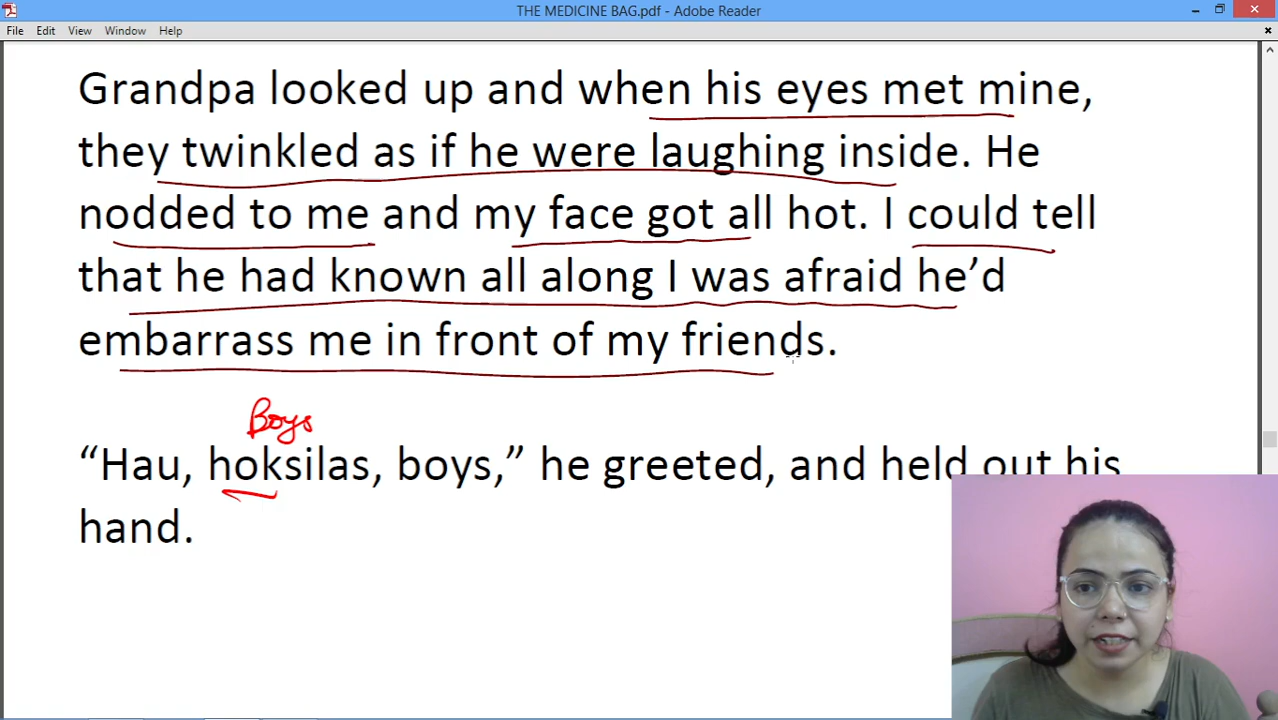 THE MEDICINE BAG.pdf - Adobe Reader
File Edit View Window Help
Grandpa looked up and when his eyes met mine,
they twinkled as if he were laughing inside. He
nodded to me and my face got all hot. I could tell
that he had known all along I was afraid he’d
embarrass me in front of my friends.
Boys
“Hau, hoksilas, boys,” he greeted, and held out his
hand.